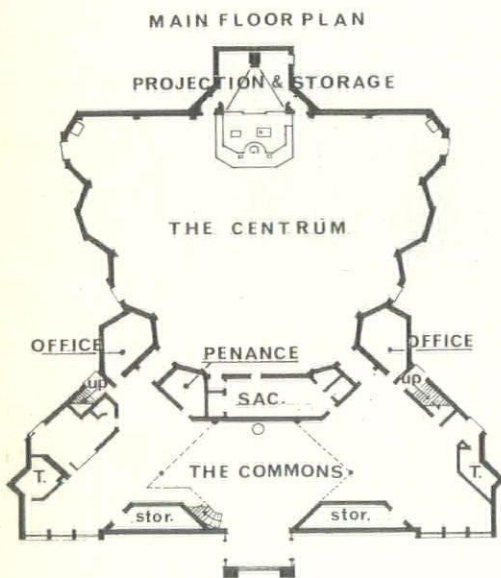 MAIN FLOOR PLAN
PROJECTION & STORAGE
THE CENTRUM
OFFICE
PENANCE
OFFICE
up
SAC.
up
THE COMMONS
T.
T.
stor.
stor.